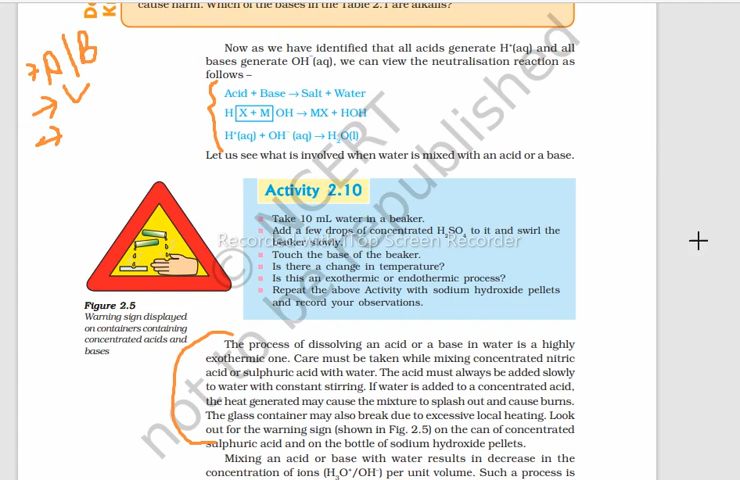 cause harm. Which of the bases in the Table 2.1 are alkalis?
A/B
Now as we have identified that all acids generate H⁺(aq) and all
bases generate OH⁻(aq), we can view the neutralisation reaction as
follows –
Acid + Base → Salt + Water
H X + M OH → MX + HOH
H⁺(aq) + OH⁻ (aq) → H₂O(l)
Let us see what is involved when water is mixed with an acid or a base.
Activity 2.10
Take 10 mL water in a beaker.
Add a few drops of concentrated H₂SO₄ to it and swirl the
beaker slowly.
Touch the base of the beaker.
Is there a change in temperature?
Is this an exothermic or endothermic process?
Repeat the above Activity with sodium hydroxide pellets
and record your observations.
Figure 2.5
Warning sign displayed
on containers containing
concentrated acids and
bases
The process of dissolving an acid or a base in water is a highly
exothermic one. Care must be taken while mixing concentrated nitric
acid or sulphuric acid with water. The acid must always be added slowly
to water with constant stirring. If water is added to a concentrated acid,
the heat generated may cause the mixture to splash out and cause burns.
The glass container may also break due to excessive local heating. Look
out for the warning sign (shown in Fig. 2.5) on the can of concentrated
sulphuric acid and on the bottle of sodium hydroxide pellets.
Mixing an acid or base with water results in decrease in the
concentration of ions (H₃O⁺/OH⁻) per unit volume. Such a process is
© NCERT
not to be republished
Recorded with iTop Screen Recorder